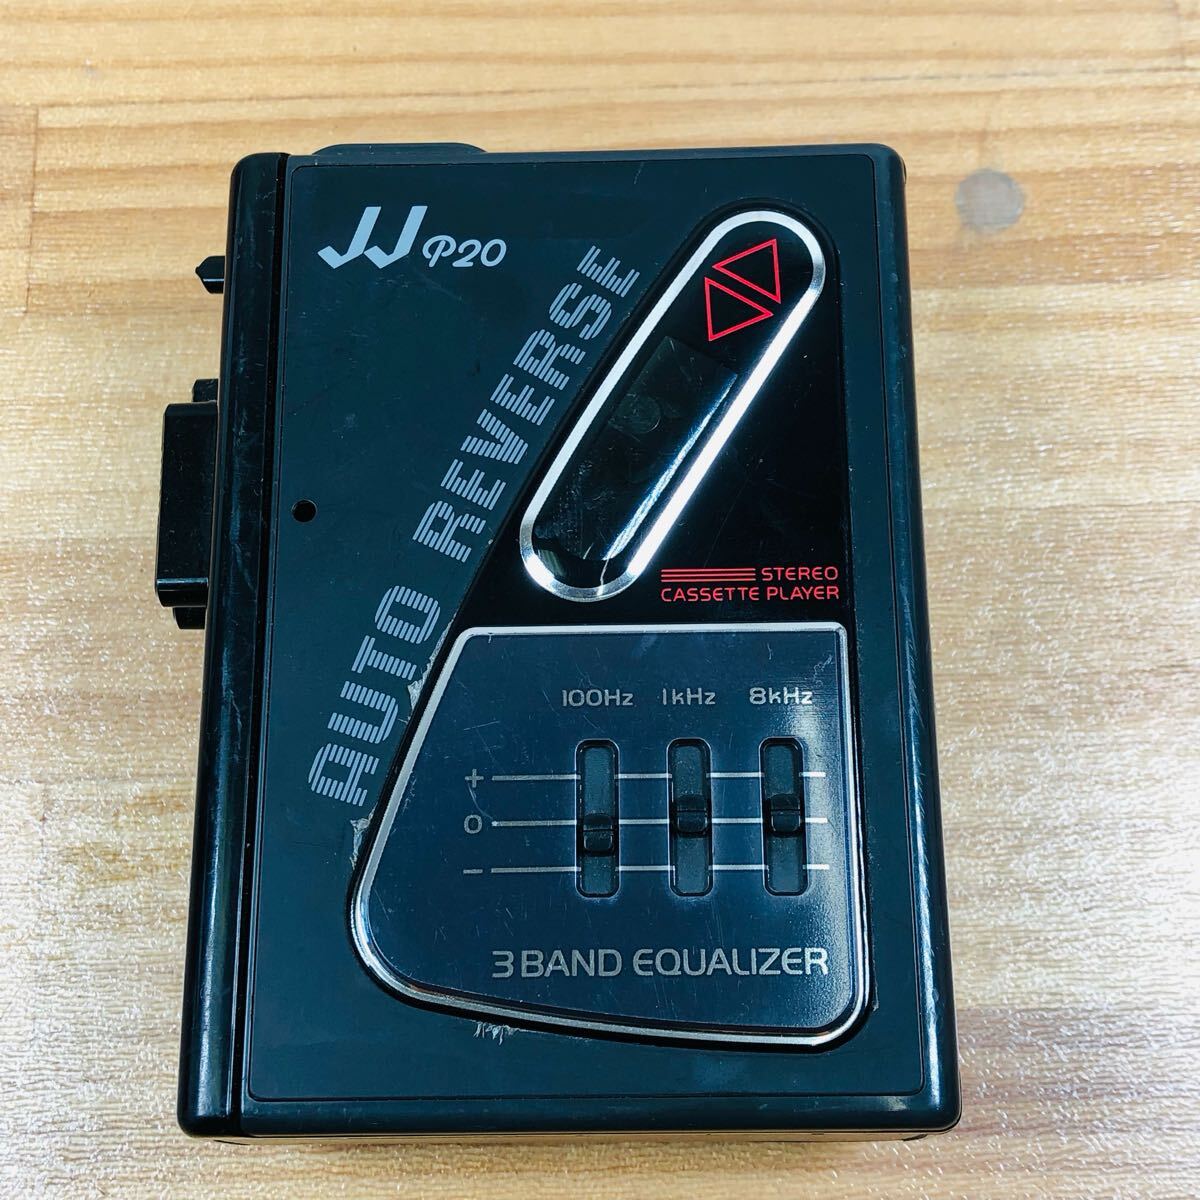 JJ P20
AUTO REVERSE
STEREO
CASSETTE PLAYER
100Hz 1kHz 8kHz
+
0
-
3 BAND EQUALIZER